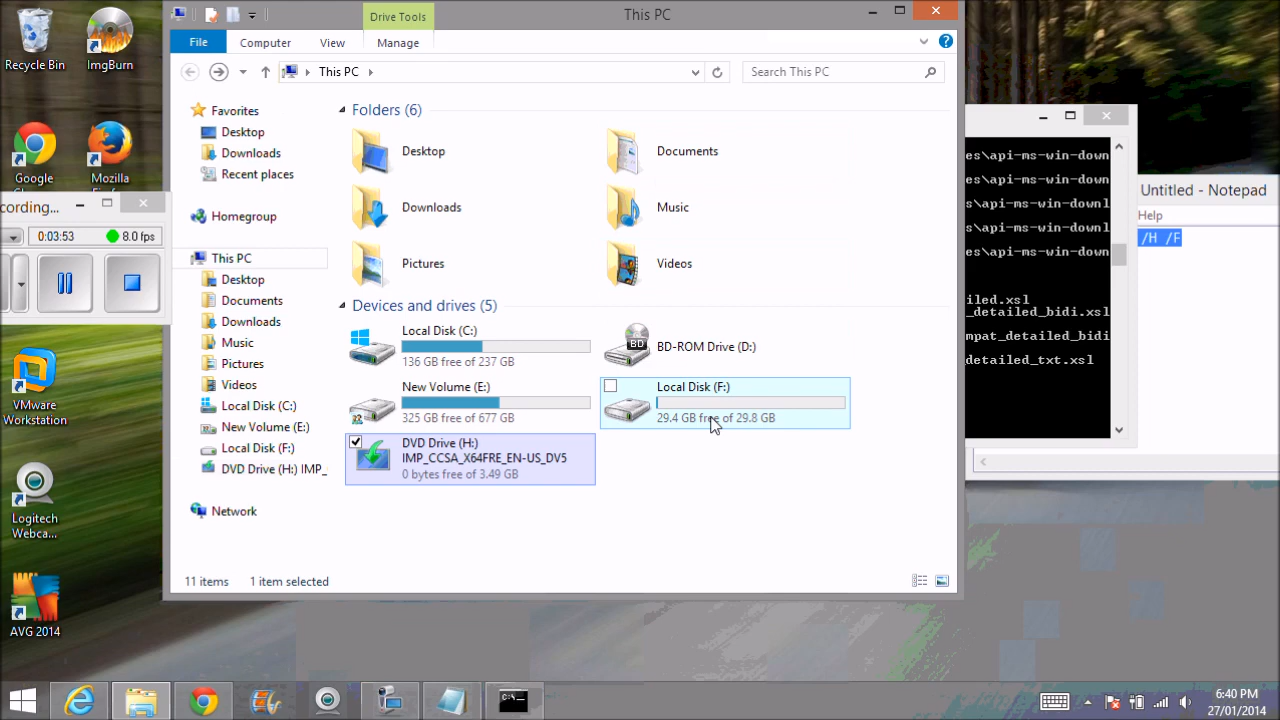 Recycle Bin
ImgBurn
Google
Mozilla
cording...
0:03:53
8.0 fps
VMware
Workstation
Logitech
Webca...
AVG 2014
Drive Tools
This PC
File
Computer
View
Manage
This PC
Search This PC
Favorites
Desktop
Downloads
Recent places
Homegroup
This PC
Desktop
Documents
Downloads
Music
Pictures
Videos
Local Disk (C:)
New Volume (E:)
Local Disk (F:)
DVD Drive (H:) IMP_
Network
Folders (6)
Desktop
Documents
Downloads
Music
Pictures
Videos
Devices and drives (5)
Local Disk (C:)
136 GB free of 237 GB
BD
BD-ROM Drive (D:)
New Volume (E:)
325 GB free of 677 GB
Local Disk (F:)
29.4 GB free of 29.8 GB
DVD Drive (H:)
IMP_CCSA_X64FRE_EN-US_DV5
0 bytes free of 3.49 GB
11 items
1 item selected
es\api-ms-win-down
s\api-ms-win-downl
es\api-ms-win-down
s\api-ms-win-downl
es\api-ms-win-down
iled.xsl
_detailed_bidi.xsl
mpat_detailed_bidi
detailed_txt.xsl
Untitled - Notepad
Help
/H /F
C:\
6:40 PM
27/01/2014